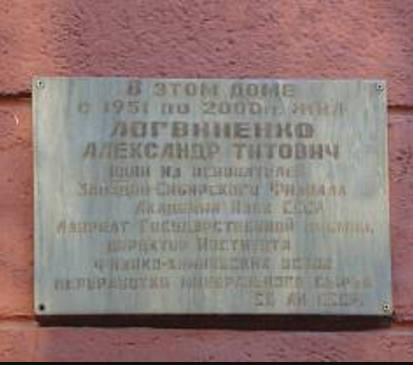 В ЭТОМ ДОМЕ
С 1951 по 2000 г. ЖИЛ
ЛОГВИНЕНКО
АЛЕКСАНДР ТИТОВИЧ
один из основателей
Западно-Сибирского Филиала
Академии Наук СССР
Лауреат Государственной премии,
директор Института
физико-химических основ
переработки минерального сырья
СО АН СССР.